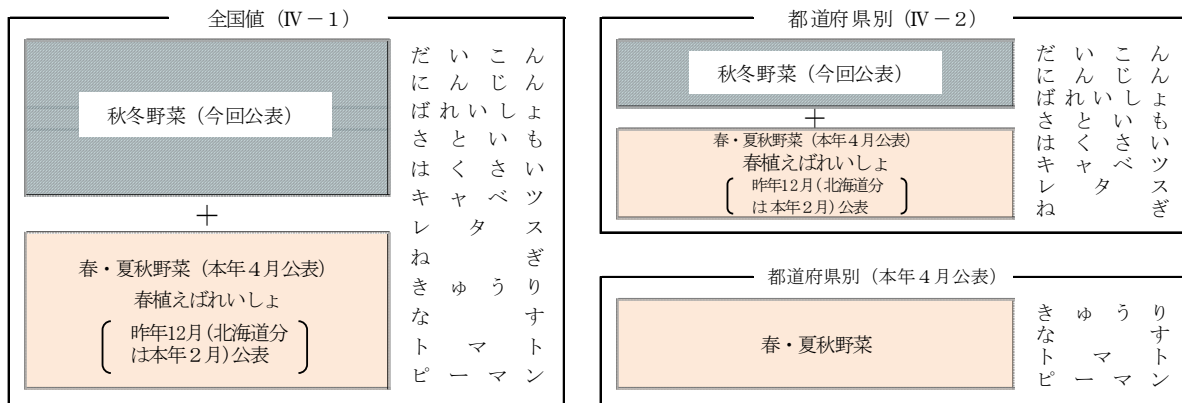 全国値（Ⅳ－１）
秋冬野菜（今回公表）
＋
春・夏秋野菜（本年４月公表）
春植えばれいしょ
昨年12月(北海道分
は本年２月)公表
だいこん
にんじん
ばれいしょ
さといも
はくさい
キャベツ
レタス
ねぎ
きゅうり
なす
トマト
ピーマン
都道府県別（Ⅳ－２）
秋冬野菜（今回公表）
＋
春・夏秋野菜（本年４月公表）
春植えばれいしょ
昨年12月(北海道分
は本年２月)公表
だいこん
にんじん
ばれいしょ
さといも
はくさい
キャベツ
レタス
ねぎ
都道府県別（本年４月公表）
春・夏秋野菜
きゅうり
なす
トマト
ピーマン